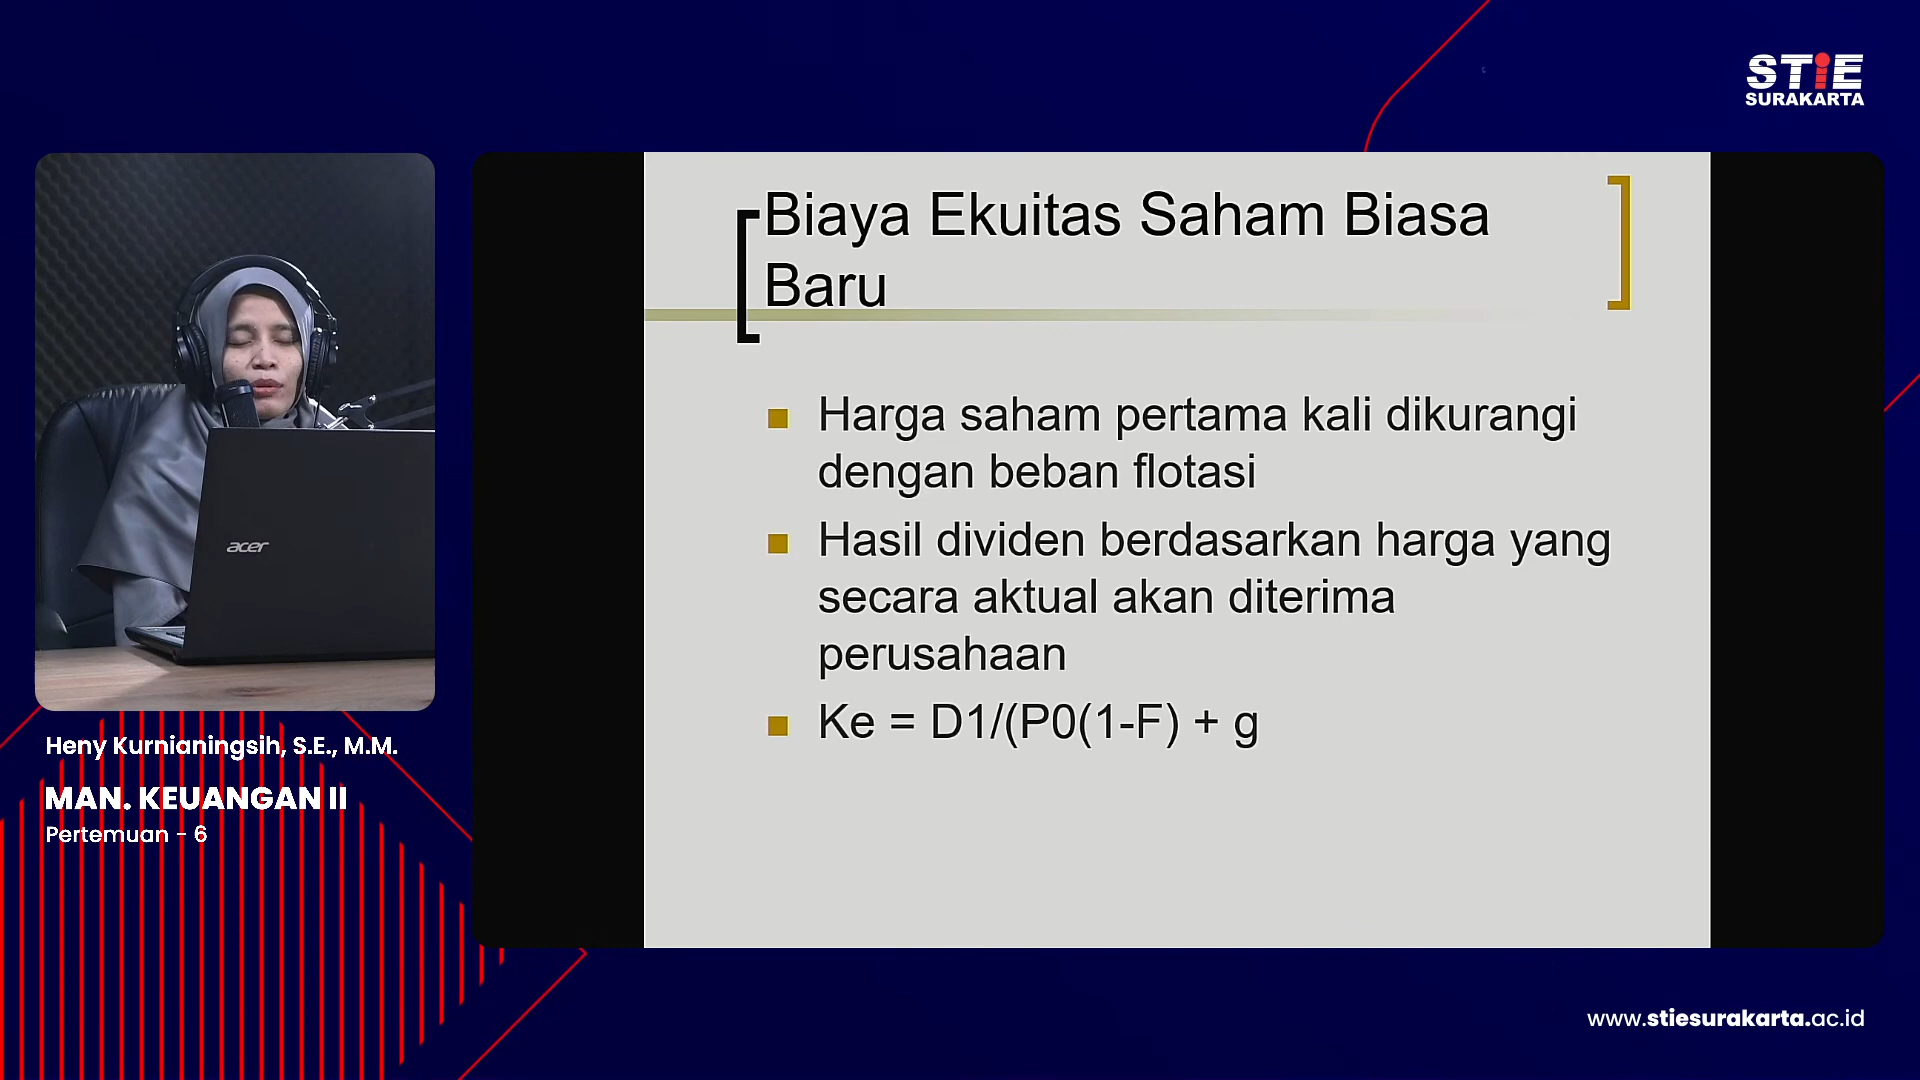 STiE
SURAKARTA
Biaya Ekuitas Saham Biasa
Baru
Harga saham pertama kali dikurangi
dengan beban flotasi
Hasil dividen berdasarkan harga yang
secara aktual akan diterima
perusahaan
Ke = D1/(P0(1-F) + g
acer
Heny Kurnianingsih, S.E., M.M.
MAN. KEUANGAN II
Pertemuan - 6
www.stiesurakarta.ac.id